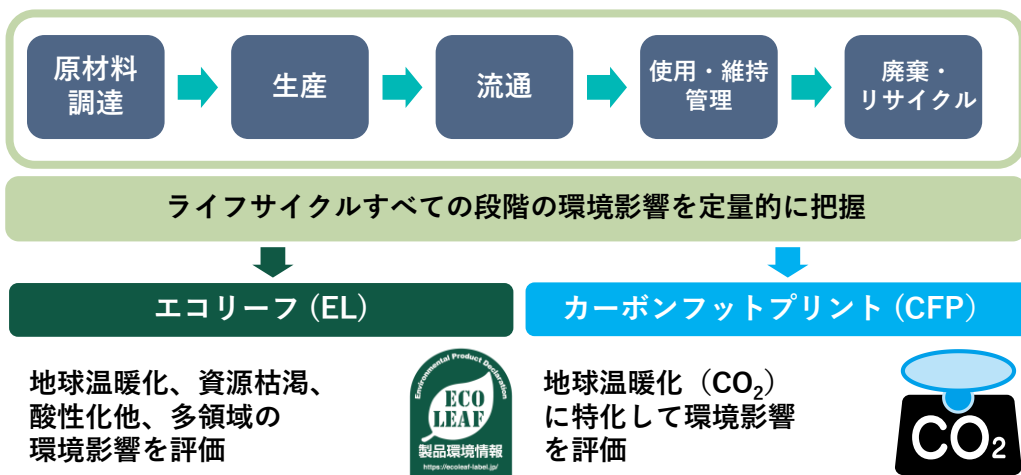 原材料
調達
生産
流通
使用・維持
管理
廃棄・
リサイクル
ライフサイクルすべての段階の環境影響を定量的に把握
エコリーフ (EL)
カーボンフットプリント (CFP)
地球温暖化、資源枯渇、
酸性化他、多領域の
環境影響を評価
Environmental Product Declaration
ECO
LEAF
製品環境情報
https://ecoleaf-label.jp/
地球温暖化（CO₂）
に特化して環境影響
を評価
CO₂